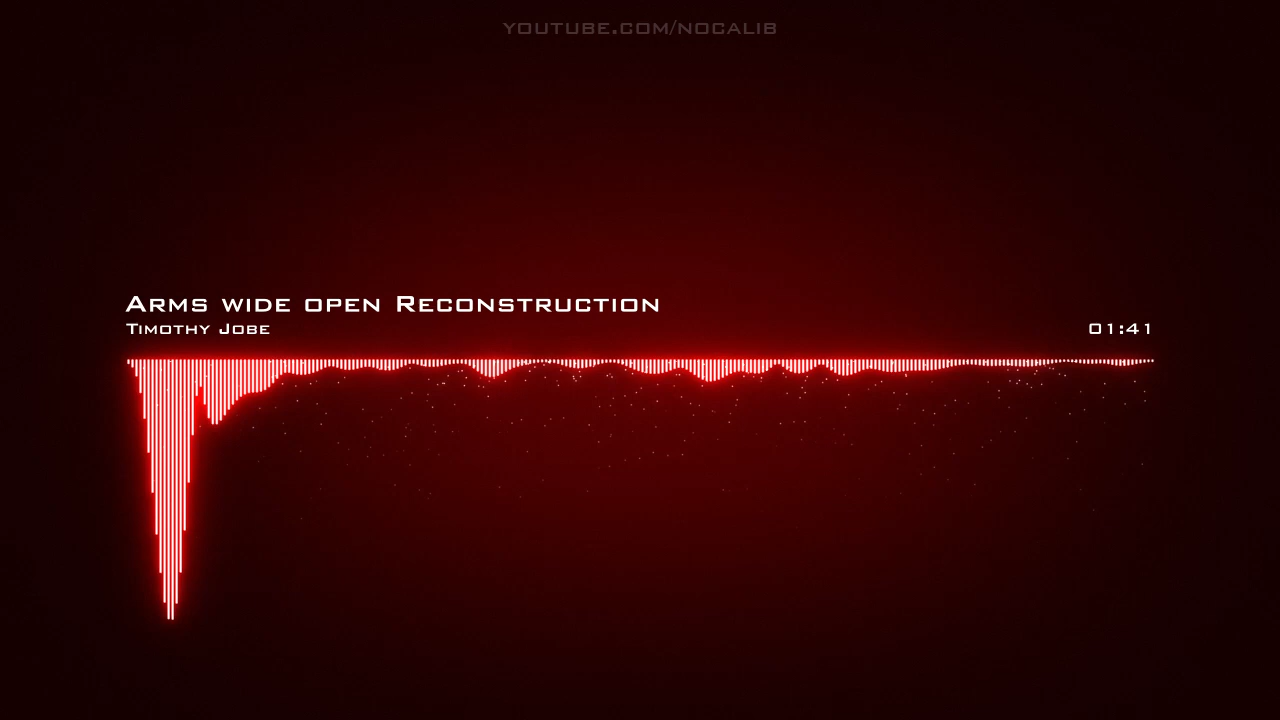 YOUTUBE.COM/NOCALIB
Arms wide open Reconstruction
Timothy Jobe
01:41